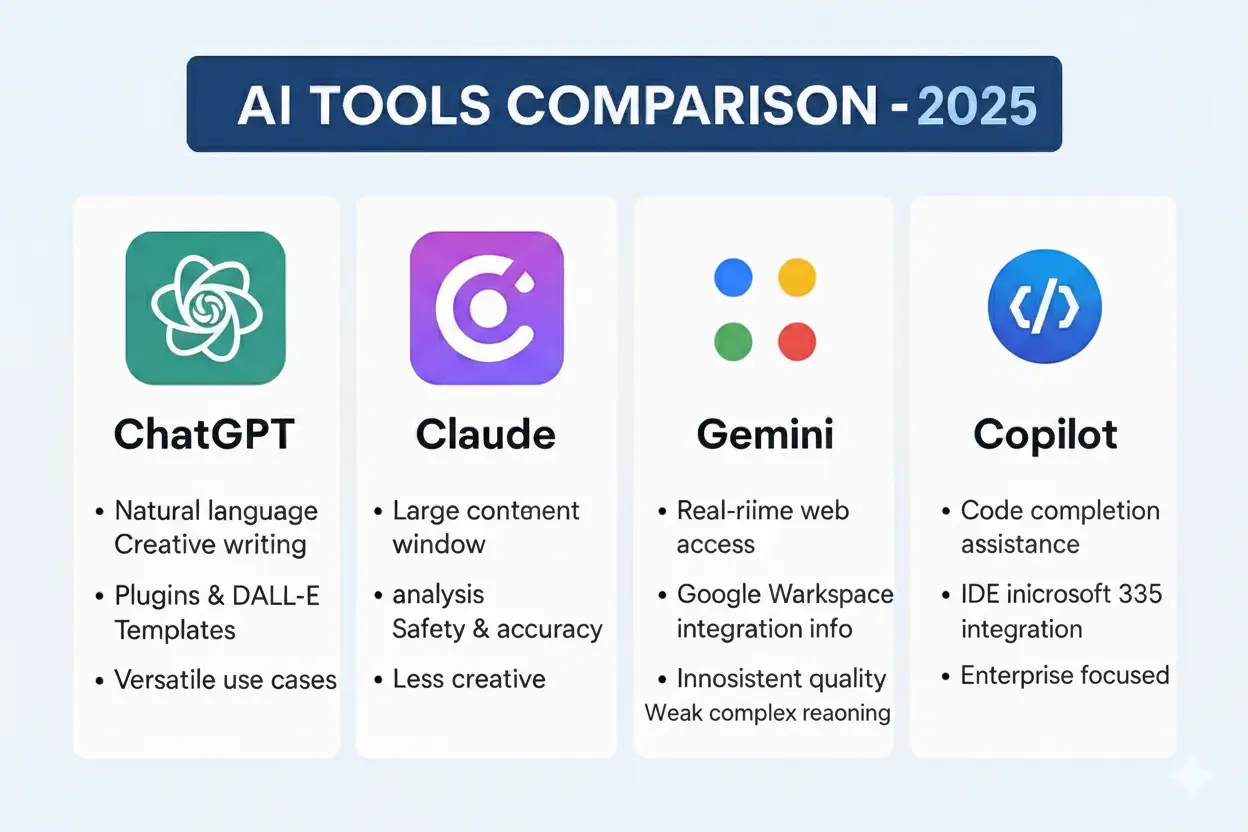 AI TOOLS COMPARISON - 2025
ChatGPT
• Natural language
Creative writing
• Plugins & DALL-E
Templates
• Versatile use cases
Claude
• Large contenent
window
• analysis
Safety & accuracy
• Less creative
Gemini
• Real-riime web
access
• Google Warkspace
integration info
• Innosistent quality
Weak complex reaoning
Copilot
• Code completion
assistance
• IDE inicrosoft 335
integration
• Enterprise focused